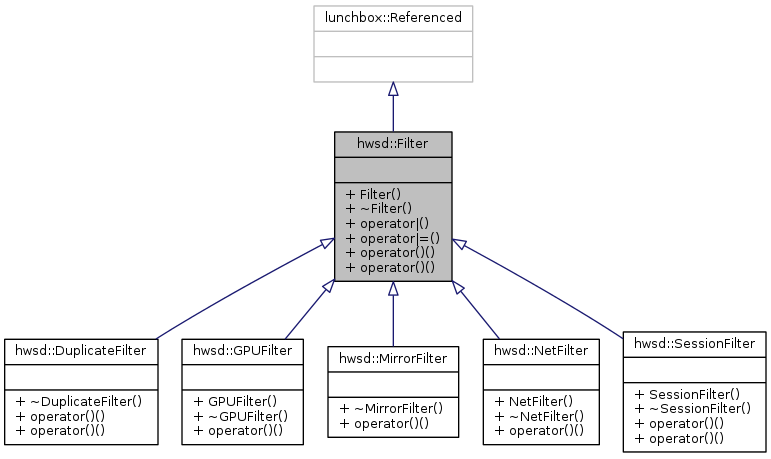 lunchbox::Referenced
hwsd::Filter
+ Filter()
+ ~Filter()
+ operator|()
+ operator|=()
+ operator()()
+ operator()()
hwsd::DuplicateFilter
+ ~DuplicateFilter()
+ operator()()
+ operator()()
hwsd::GPUFilter
+ GPUFilter()
+ ~GPUFilter()
+ operator()()
hwsd::MirrorFilter
+ ~MirrorFilter()
+ operator()()
hwsd::NetFilter
+ NetFilter()
+ ~NetFilter()
+ operator()()
hwsd::SessionFilter
+ SessionFilter()
+ ~SessionFilter()
+ operator()()
+ operator()()